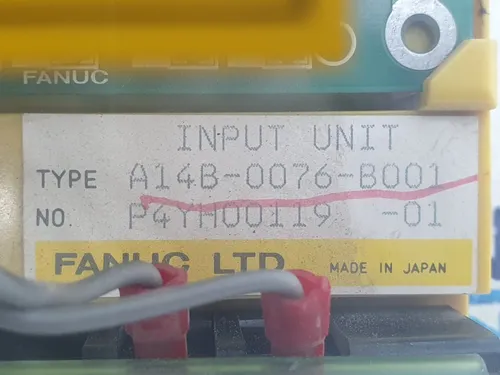 FANUC
INPUT UNIT
TYPE A14B-0076-B001
NO. P4YH00119 -01
FANUC LTD MADE IN JAPAN